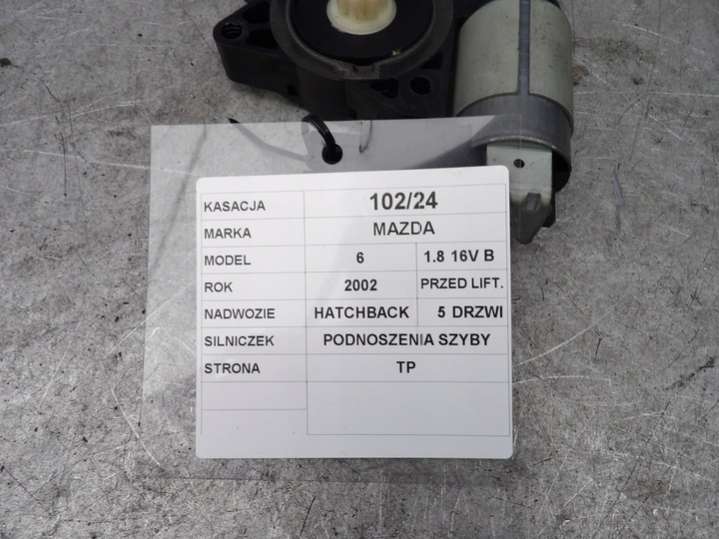 KASACJA 102/24
MARKA MAZDA
MODEL 6 1.8 16V B
ROK 2002 PRZED LIFT.
NADWOZIE HATCHBACK 5 DRZWI
SILNICZEK PODNOSZENIA SZYBY
STRONA TP